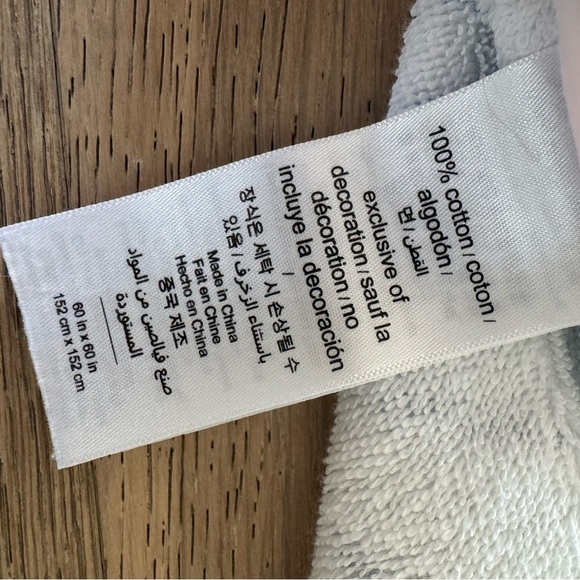 100% cotton / coton /
algodón /
القطن / 면
exclusive of
decoration / sauf la
décoration / no
incluye la decoración
/
장식은 세탁 시 손상될 수
있음 / باستثناء الزخرف
Made in China
Fait en Chine
Hecho en China
중국 제조
صنع في الصين من المواد
المستوردة
60 in x 60 in
152 cm x 152 cm